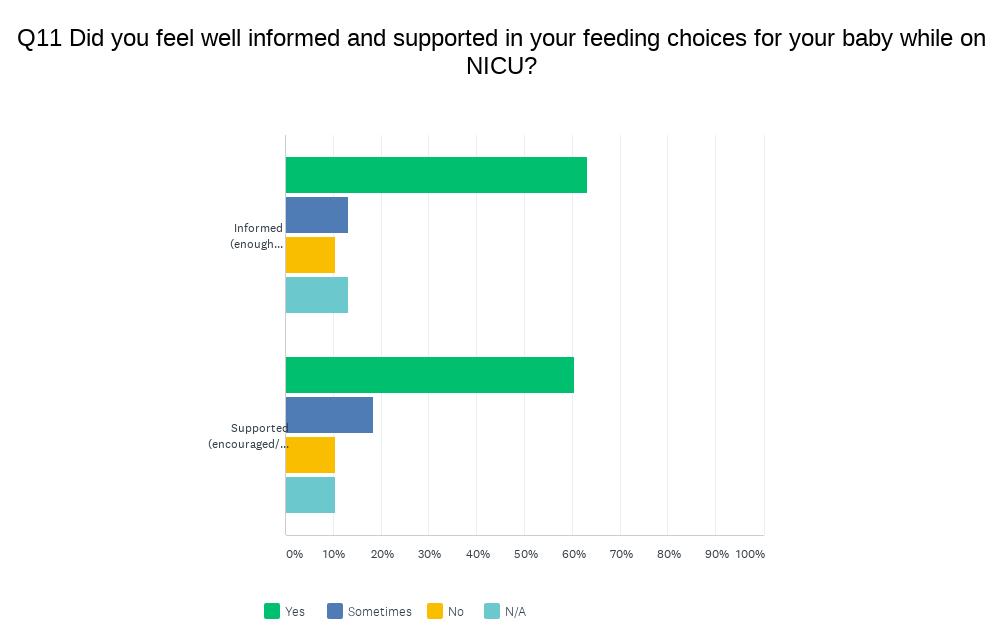 Q11 Did you feel well informed and supported in your feeding choices for your baby while on
NICU?
Informed
(enough...
Supported
(encouraged/...
0% 10% 20% 30% 40% 50% 60% 70% 80% 90% 100%
Yes Sometimes No N/A